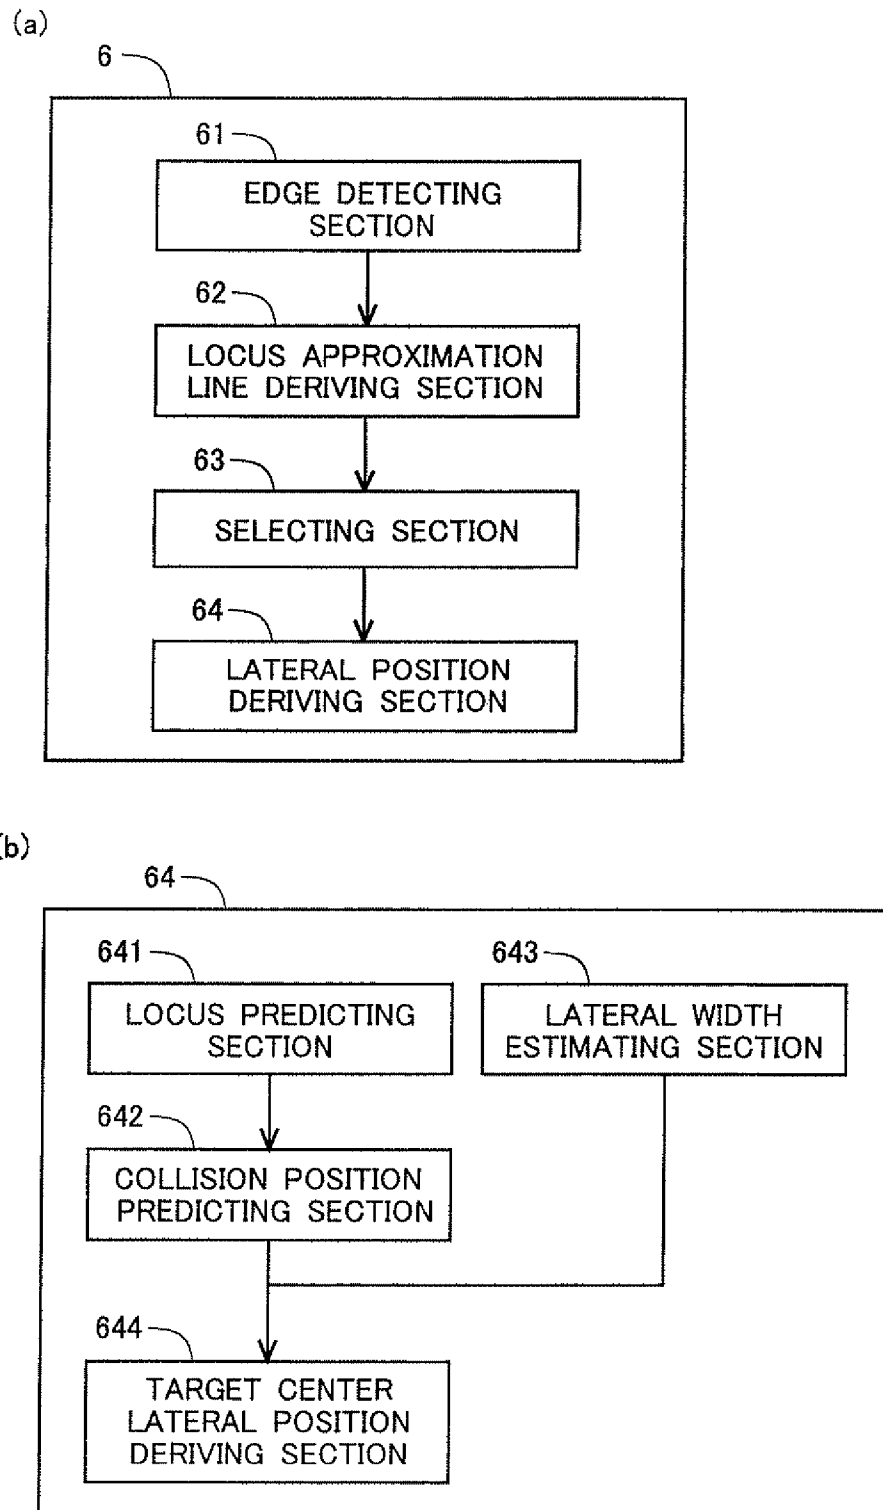 (a)
6
61
EDGE DETECTING
SECTION
62
LOCUS APPROXIMATION
LINE DERIVING SECTION
63
SELECTING SECTION
64
LATERAL POSITION
DERIVING SECTION
(b)
64
641
LOCUS PREDICTING
SECTION
643
LATERAL WIDTH
ESTIMATING SECTION
642
COLLISION POSITION
PREDICTING SECTION
644
TARGET CENTER
LATERAL POSITION
DERIVING SECTION